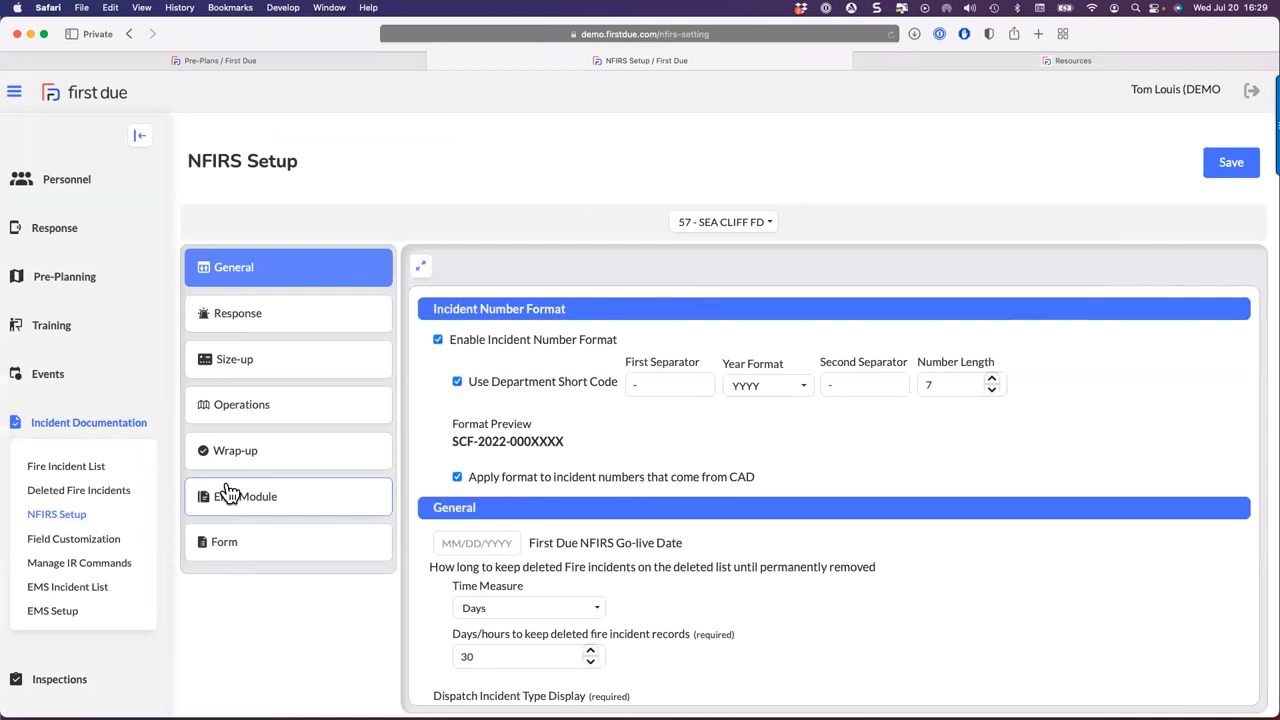 Safari File Edit View History Bookmarks Develop Window Help
Wed Jul 20 16:29
Private
demo.firstdue.com/nfirs-setting
Pre-Plans / First Due
NFIRS Setup / First Due
Resources
first due
Tom Louis (DEMO
NFIRS Setup
Save
57 - SEA CLIFF FD
Personnel
Response
Pre-Planning
Training
Events
Incident Documentation
Fire Incident List
Deleted Fire Incidents
NFIRS Setup
Field Customization
Manage IR Commands
EMS Incident List
EMS Setup
Inspections
General
Response
Size-up
Operations
Wrap-up
Module
Form
Incident Number Format
Enable Incident Number Format
First Separator Year Format Second Separator Number Length
Use Department Short Code - YYYY - 7
Format Preview
SCF-2022-000XXXX
Apply format to incident numbers that come from CAD
General
MM/DD/YYYY First Due NFIRS Go-live Date
How long to keep deleted Fire incidents on the deleted list until permanently removed
Time Measure
Days
Days/hours to keep deleted fire incident records (required)
30
Dispatch Incident Type Display (required)